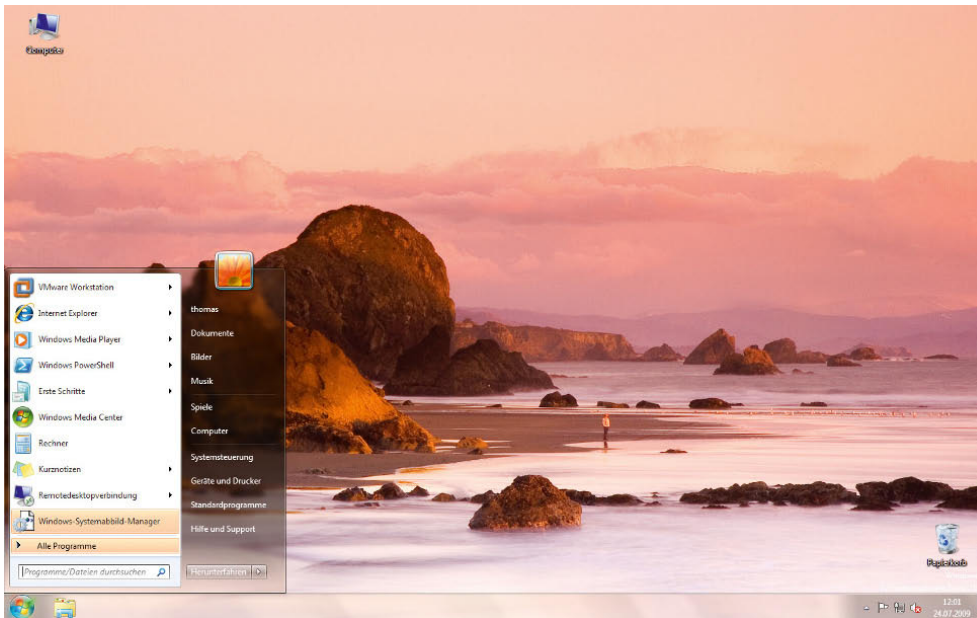 Computer
VMware Workstation
Internet Explorer
Windows Media Player
Windows PowerShell
Erste Schritte
Windows Media Center
Rechner
Kurznotizen
Remotedesktopverbindung
Windows-Systemabbild-Manager
Alle Programme
Programme/Dateien durchsuchen
thomas
Dokumente
Bilder
Musik
Spiele
Computer
Systemsteuerung
Geräte und Drucker
Standardprogramme
Hilfe und Support
Herunterfahren
Papierkorb
12:01
24.07.2009